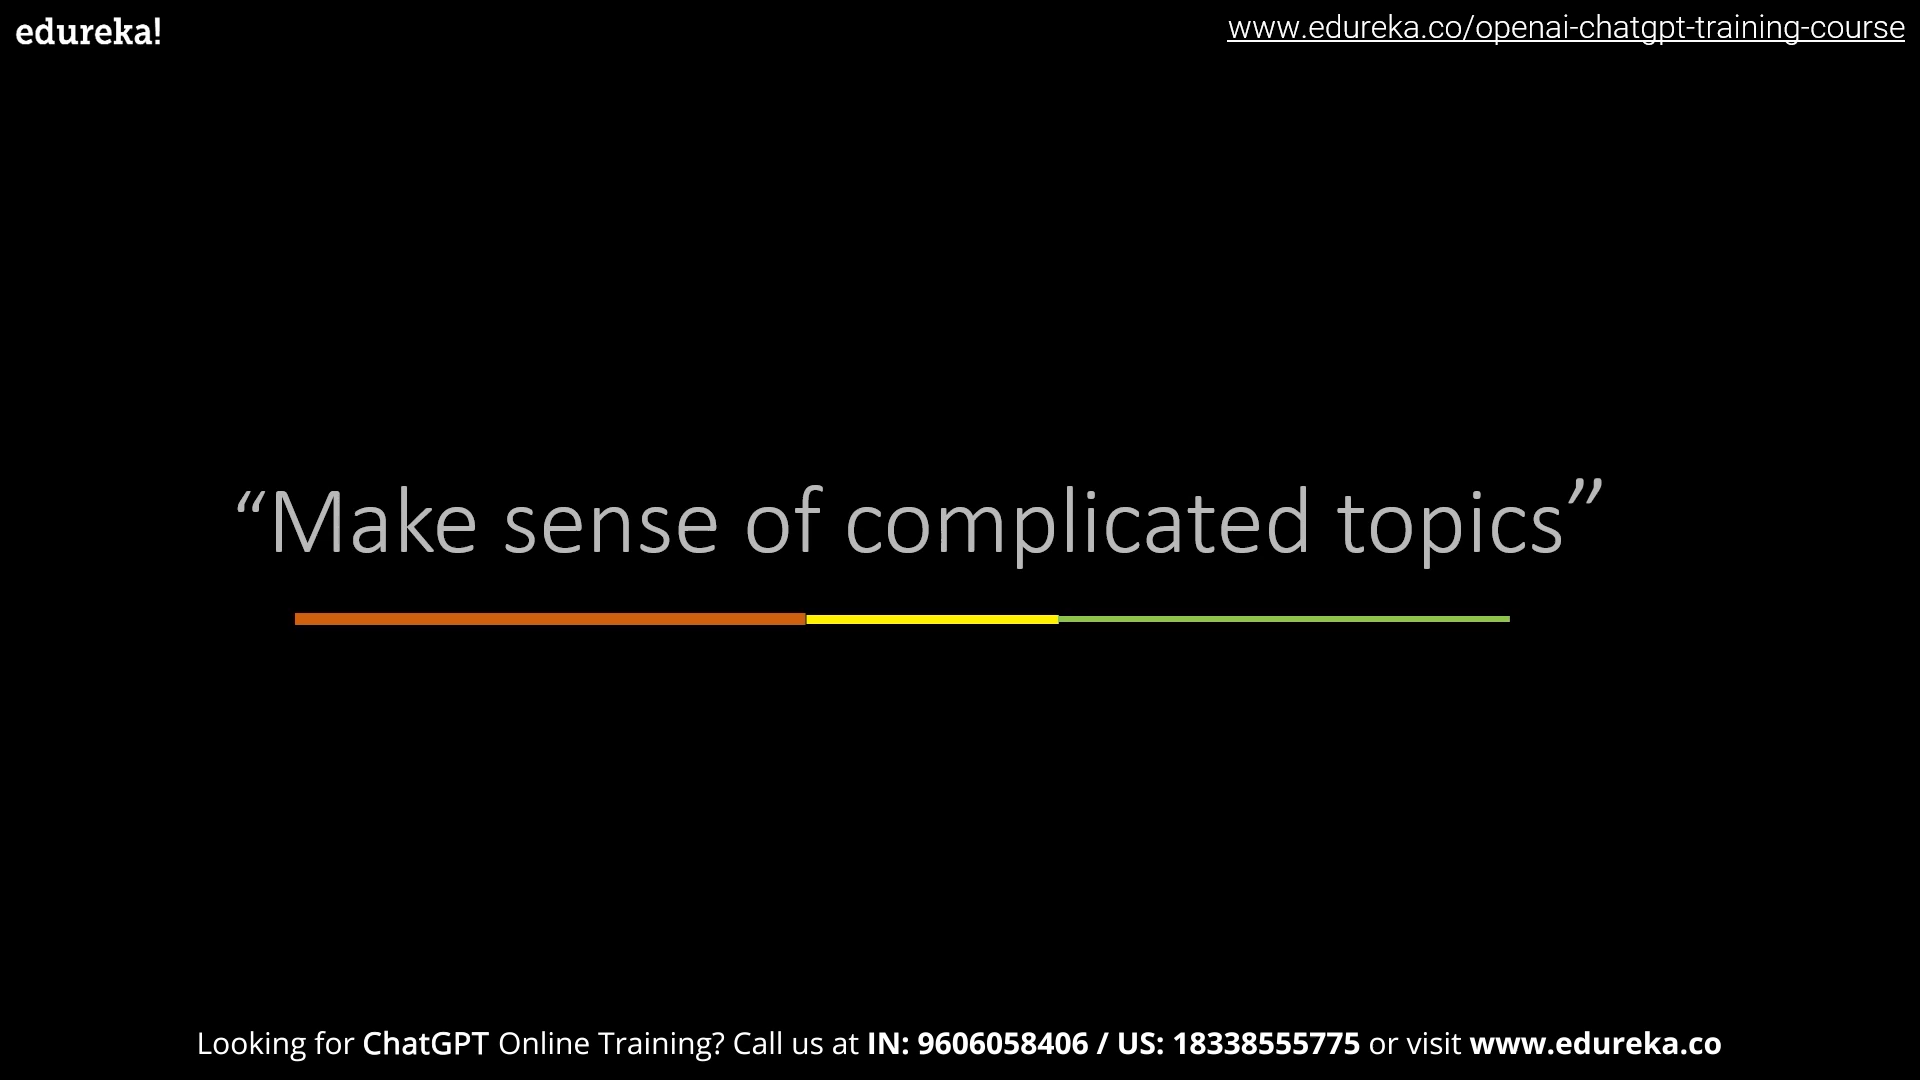 edureka!
www.edureka.co/openai-chatgpt-training-course
“Make sense of complicated topics”
Looking for ChatGPT Online Training? Call us at IN: 9606058406 / US: 18338555775 or visit www.edureka.co